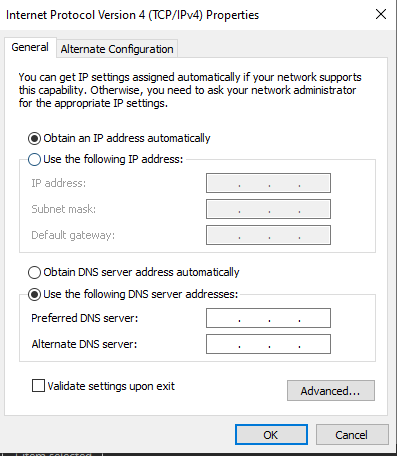 Internet Protocol Version 4 (TCP/IPv4) Properties
General
Alternate Configuration
You can get IP settings assigned automatically if your network supports
this capability. Otherwise, you need to ask your network administrator
for the appropriate IP settings.
Obtain an IP address automatically
Use the following IP address:
IP address:
Subnet mask:
Default gateway:
Obtain DNS server address automatically
Use the following DNS server addresses:
Preferred DNS server:
Alternate DNS server:
Validate settings upon exit
Advanced...
OK
Cancel
item selected